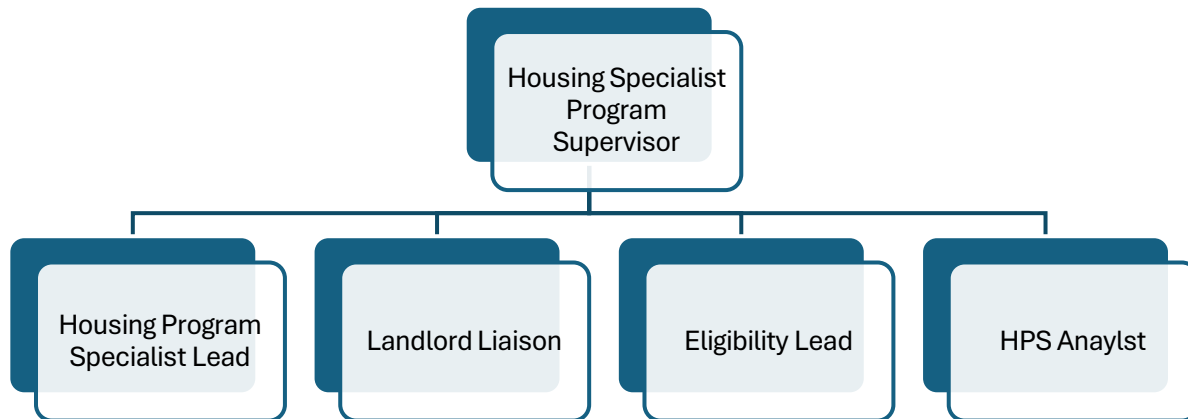 Housing Specialist
Program
Supervisor
Housing Program
Specialist Lead
Landlord Liaison
Eligibility Lead
HPS Anaylst